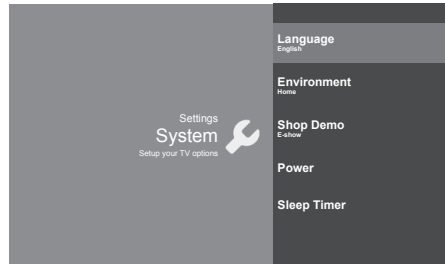 Settings
System
Setup your TV options
Language
English
Environment
Home
Shop Demo
E-show
Power
Sleep Timer